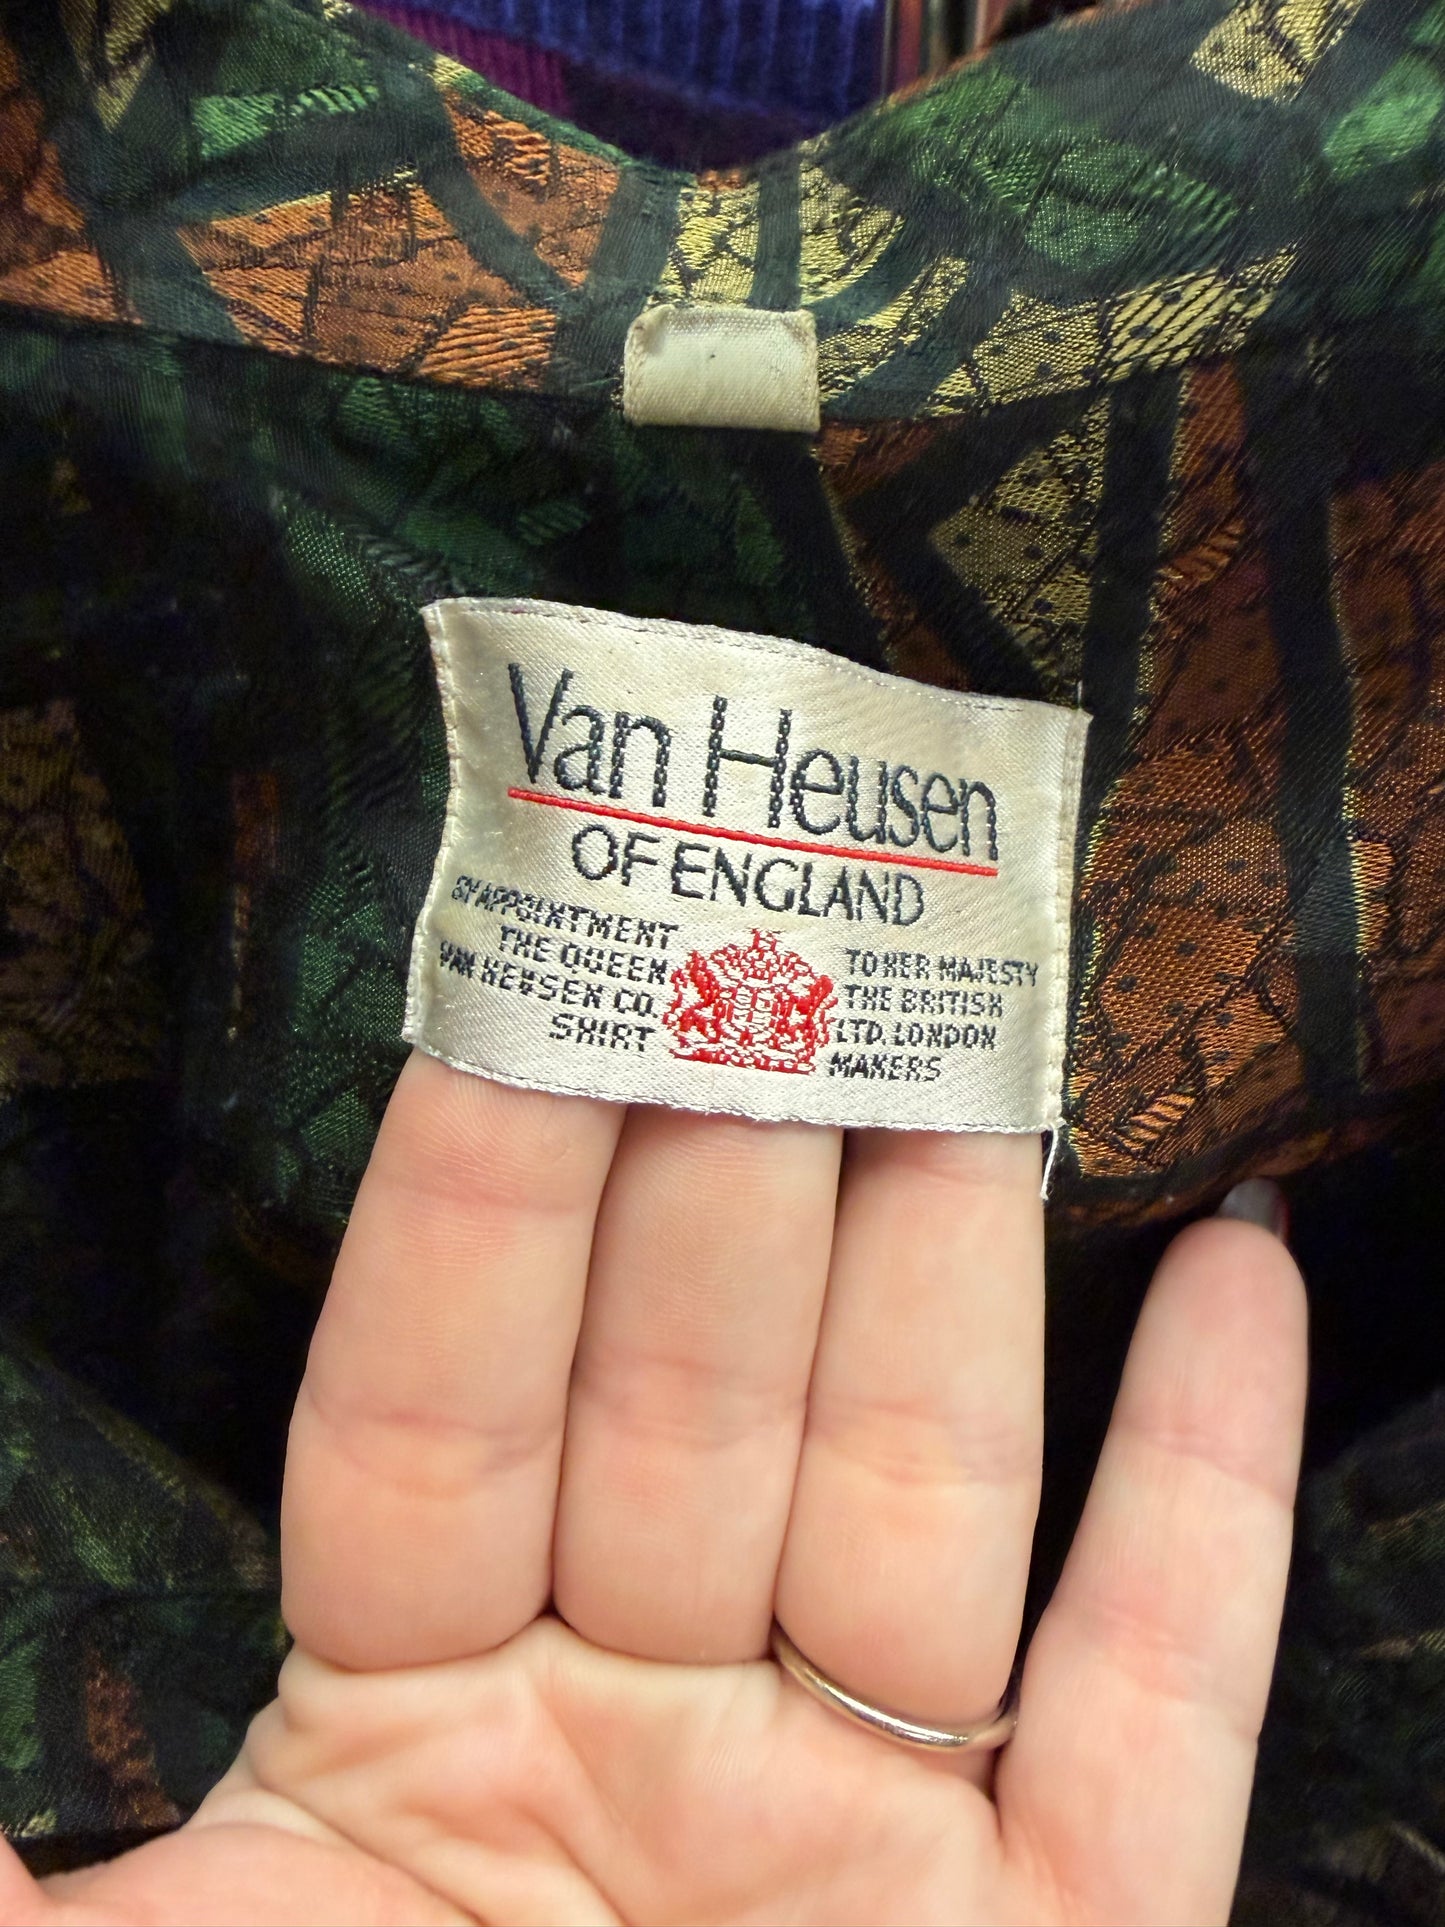 Van Heusen
OF ENGLAND
BY APPOINTMENT TO HER MAJESTY
THE QUEEN THE BRITISH
VAN HEUSEN CO. LTD. LONDON
SHIRT MAKERS